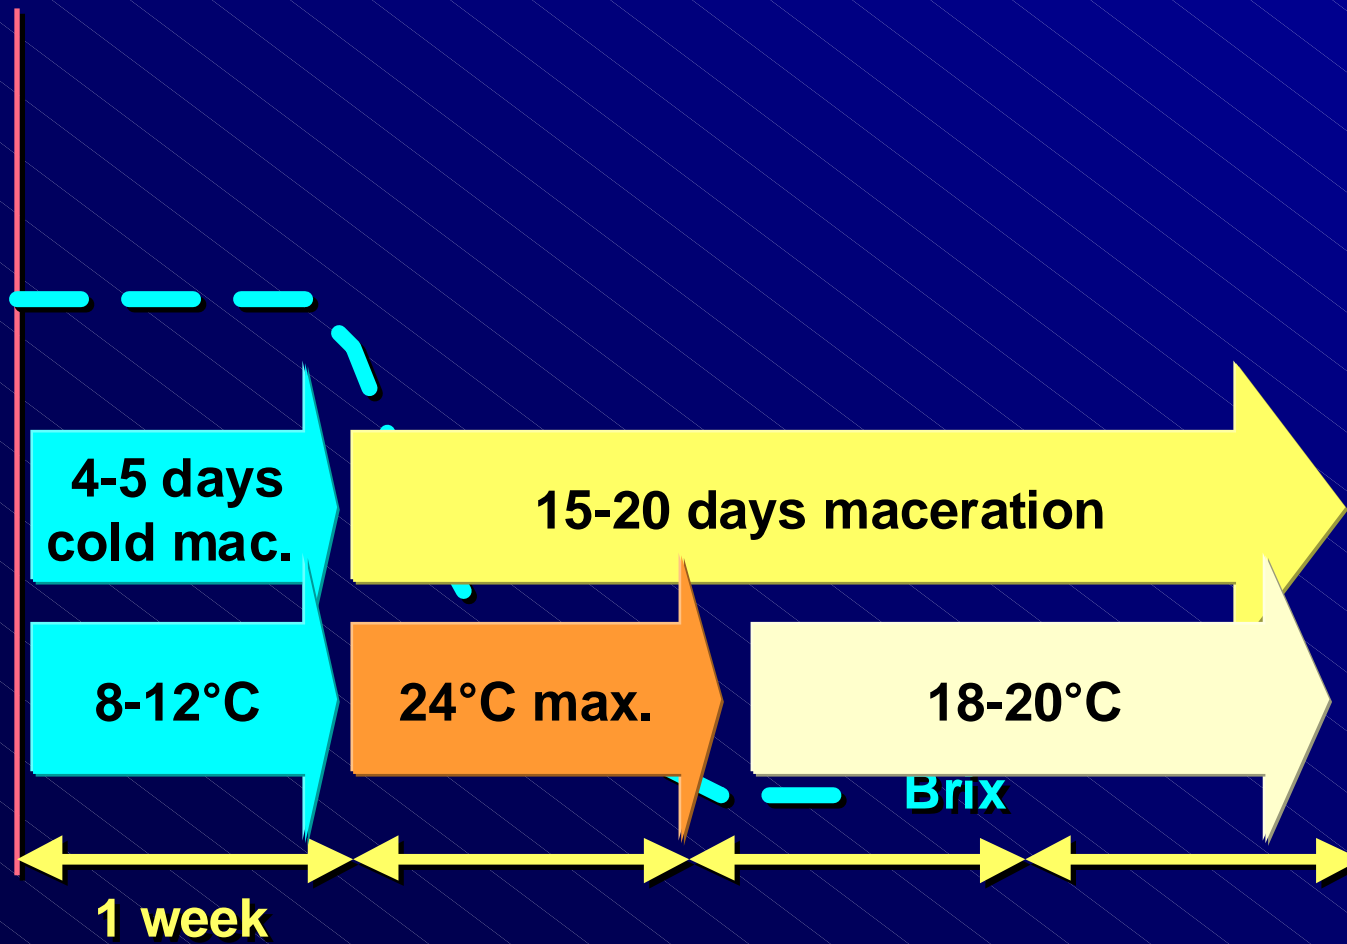 4-5 days
cold mac.
15-20 days maceration
8-12°C
24°C max.
18-20°C
Brix
1 week